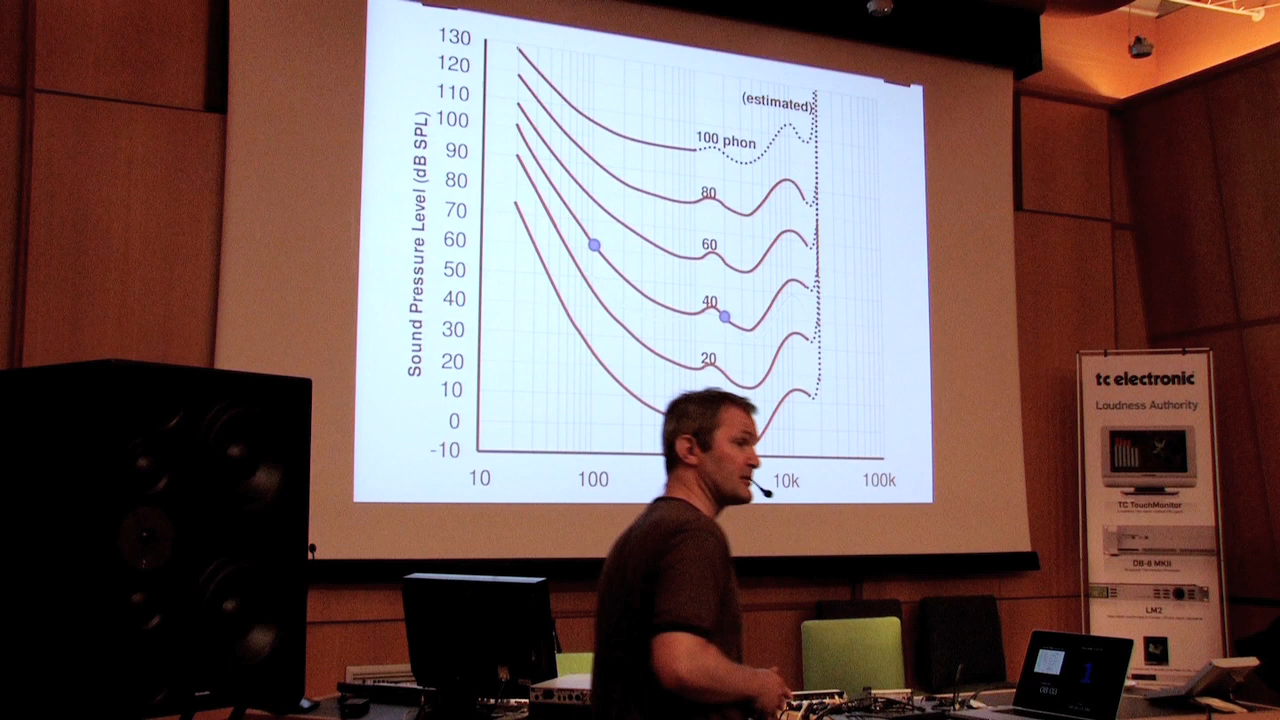 130
120
110
100
90
80
70
60
50
40
30
20
10
0
-10
Sound Pressure Level (dB SPL)
(estimated)
100 phon
80
60
40
20
10
100
10k
100k
tc electronic
Loudness Authority
TC TouchMonitor
DB-8 MKII
LM2
1